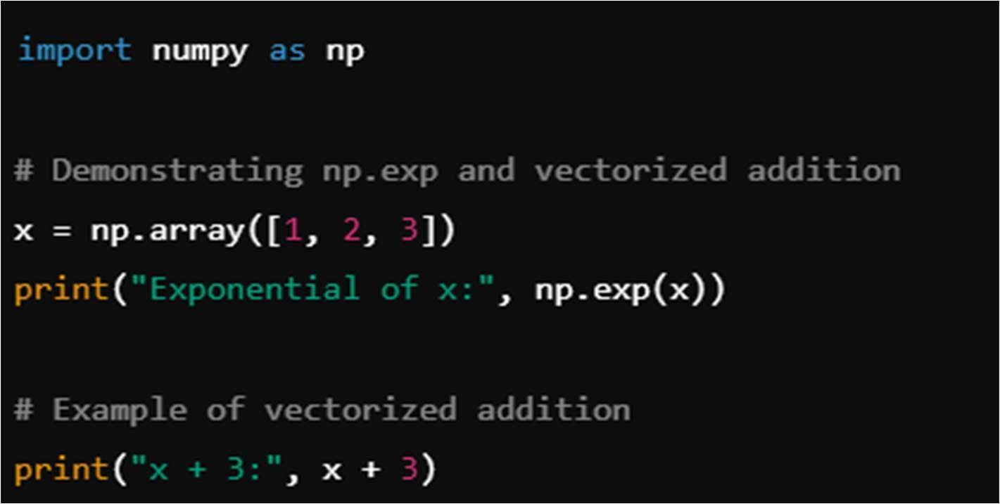 import numpy as np
# Demonstrating np.exp and vectorized addition
x = np.array([1, 2, 3])
print("Exponential of x:", np.exp(x))
# Example of vectorized addition
print("x + 3:", x + 3)